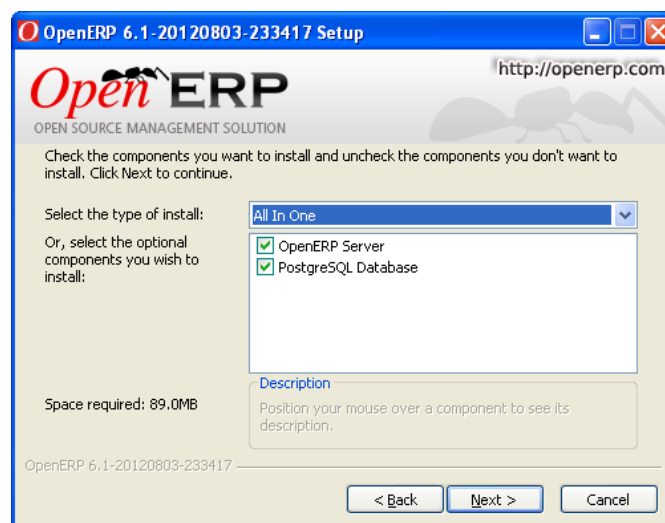 OpenERP 6.1-20120803-233417 Setup
http://openerp.com
Open ERP
OPEN SOURCE MANAGEMENT SOLUTION
Check the components you want to install and uncheck the components you don't want to
install. Click Next to continue.
Select the type of install:
All In One
Or, select the optional
components you wish to
install:
OpenERP Server
PostgreSQL Database
Space required: 89.0MB
Description
Position your mouse over a component to see its
description.
OpenERP 6.1-20120803-233417
< Back
Next >
Cancel